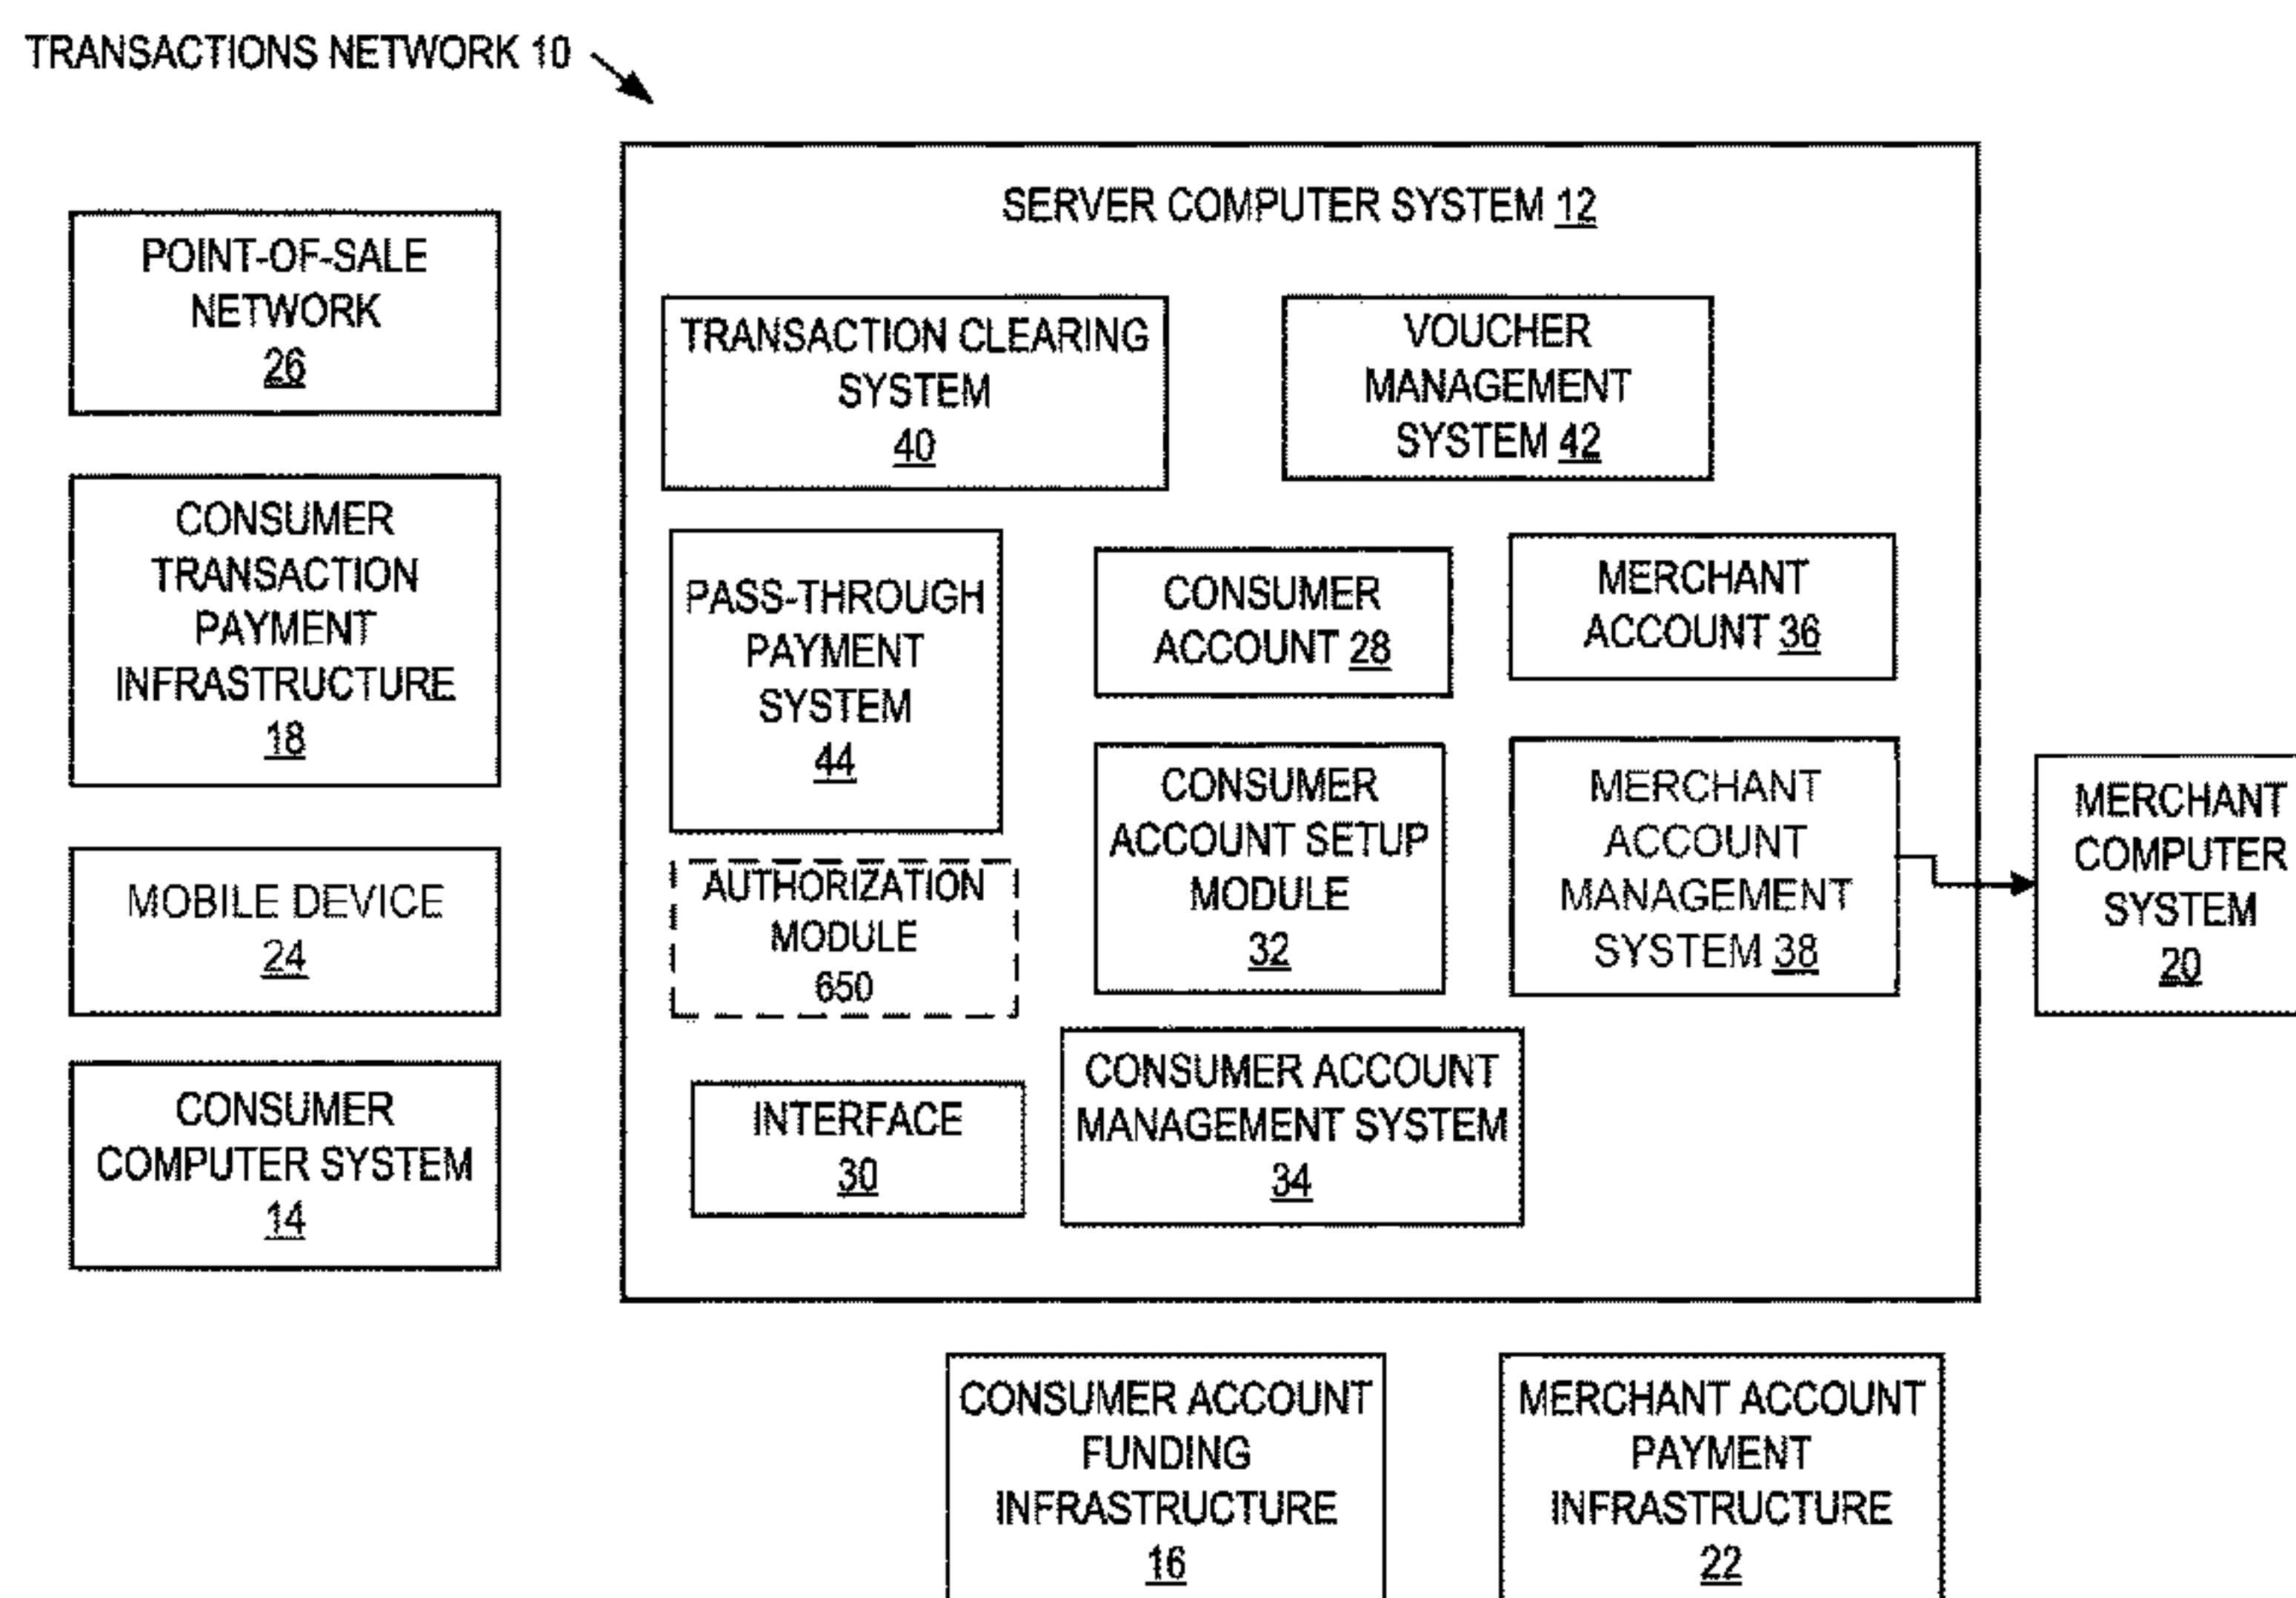 TRANSACTIONS NETWORK 10
POINT-OF-SALE
NETWORK
26
CONSUMER
TRANSACTION
PAYMENT
INFRASTRUCTURE
18
MOBILE DEVICE
24
CONSUMER
COMPUTER SYSTEM
14
SERVER COMPUTER SYSTEM 12
TRANSACTION CLEARING
SYSTEM
40
VOUCHER
MANAGEMENT
SYSTEM 42
PASS-THROUGH
PAYMENT
SYSTEM
44
CONSUMER
ACCOUNT 28
MERCHANT
ACCOUNT 36
AUTHORIZATION
MODULE
650
CONSUMER
ACCOUNT SETUP
MODULE
32
MERCHANT
ACCOUNT
MANAGEMENT
SYSTEM 38
INTERFACE
30
CONSUMER ACCOUNT
MANAGEMENT SYSTEM
34
MERCHANT
COMPUTER
SYSTEM
20
CONSUMER ACCOUNT
FUNDING
INFRASTRUCTURE
16
MERCHANT ACCOUNT
PAYMENT
INFRASTRUCTURE
22